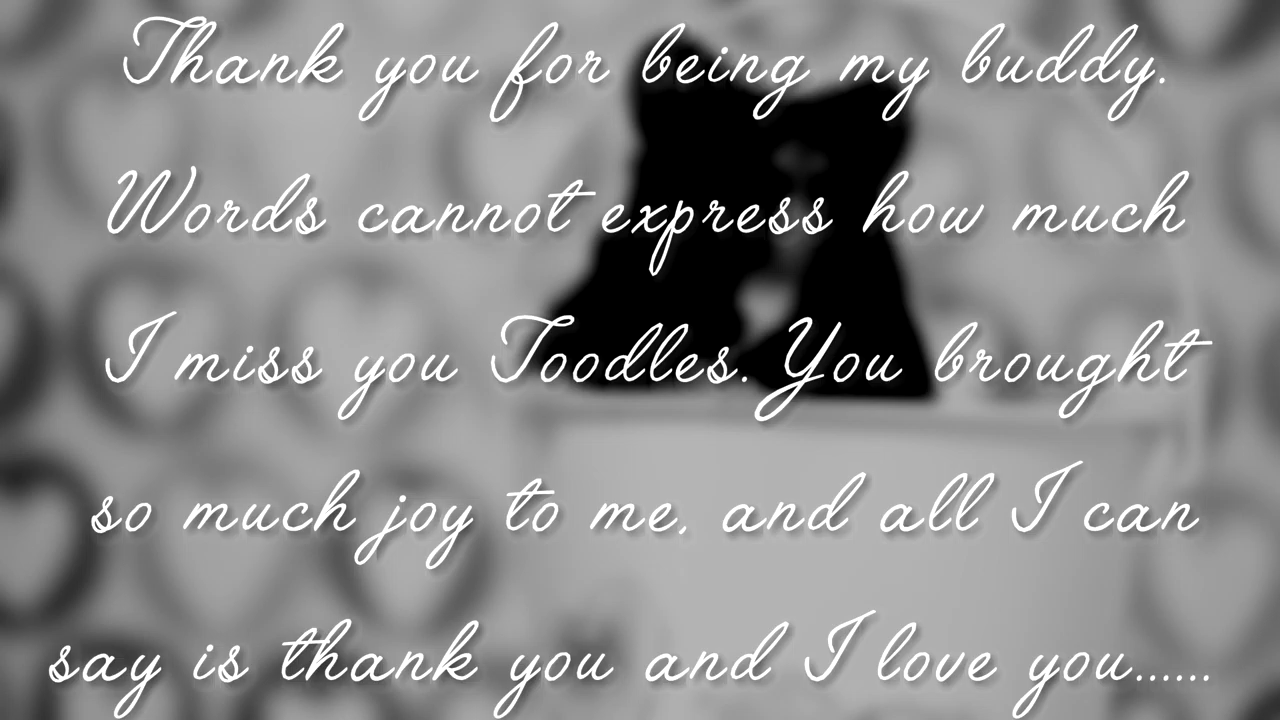 Thank you for being my buddy.
Words cannot express how much
I miss you Toodles. You brought
so much joy to me, and all I can
say is thank you and I love you......